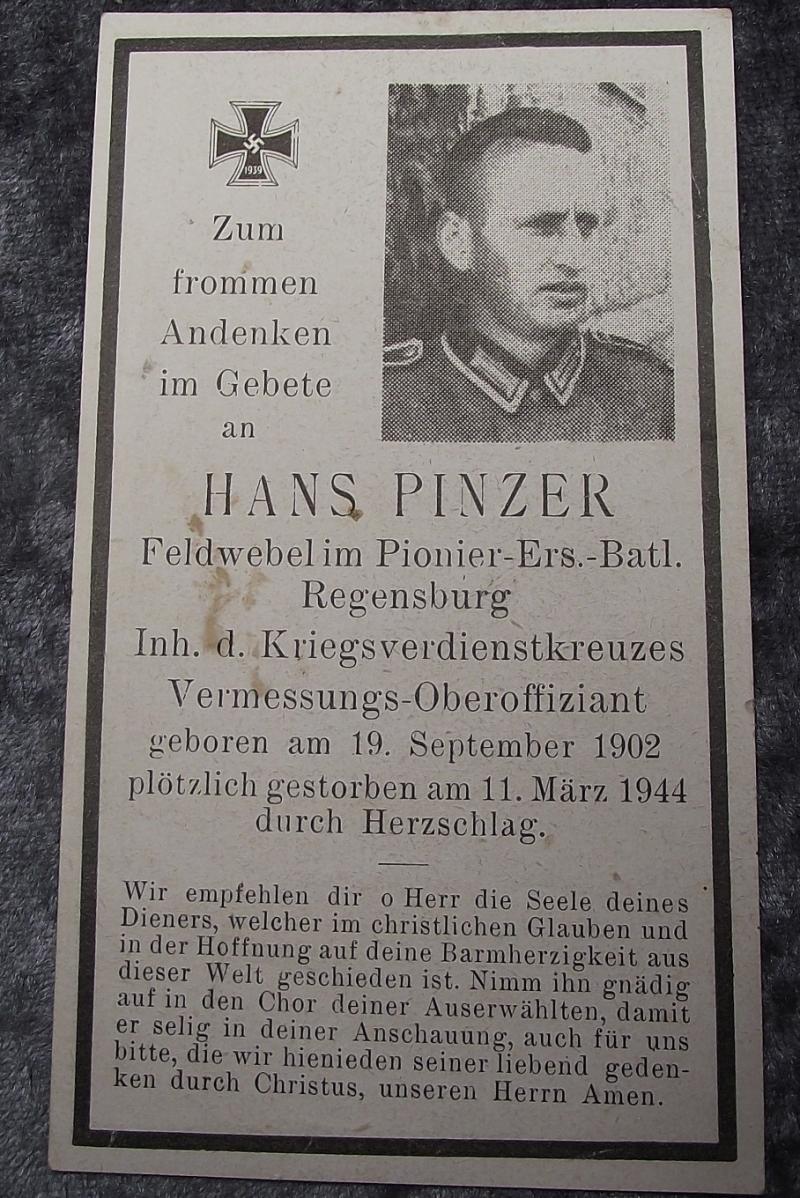 1939
Zum
frommen
Andenken
im Gebete
an
HANS PINZER
Feldwebel im Pionier-Ers.-Batl.
Regensburg
Inh. d. Kriegsverdienstkreuzes
Vermessungs-Oberoffiziant
geboren am 19. September 1902
plötzlich gestorben am 11. März 1944
durch Herzschlag.
Wir empfehlen dir o Herr die Seele deines
Dieners, welcher im christlichen Glauben und
in der Hoffnung auf deine Barmherzigkeit aus
dieser Welt geschieden ist. Nimm ihn gnädig
auf in den Chor deiner Auserwählten, damit
er selig in deiner Anschauung, auch für uns
bitte, die wir hienieden seiner liebend geden-
ken durch Christus, unseren Herrn Amen.